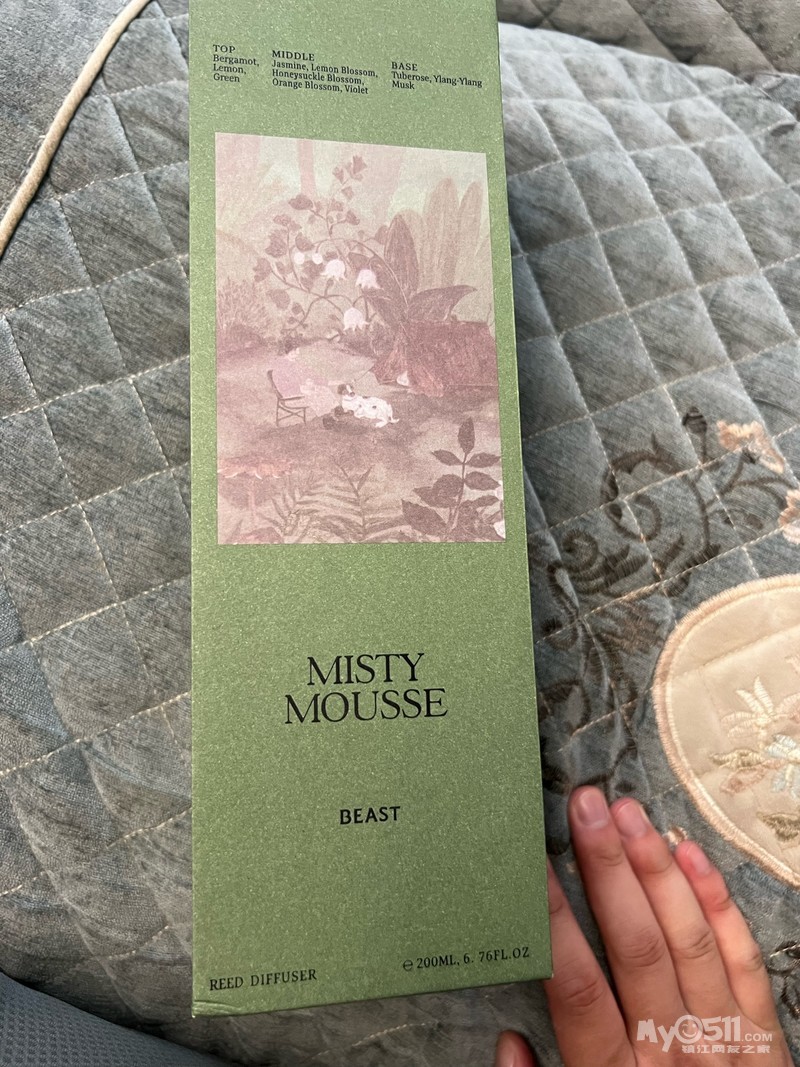 TOP
Bergamot,
Lemon,
Green
MIDDLE
Jasmine, Lemon Blossom,
Honeysuckle Blossom,
Orange Blossom, Violet
BASE
Tuberose, Ylang-Ylang
Musk
MISTY
MOUSSE
BEAST
REED DIFFUSER
℮ 200ML, 6. 76FL.OZ
My0511.com
镇江网友之家